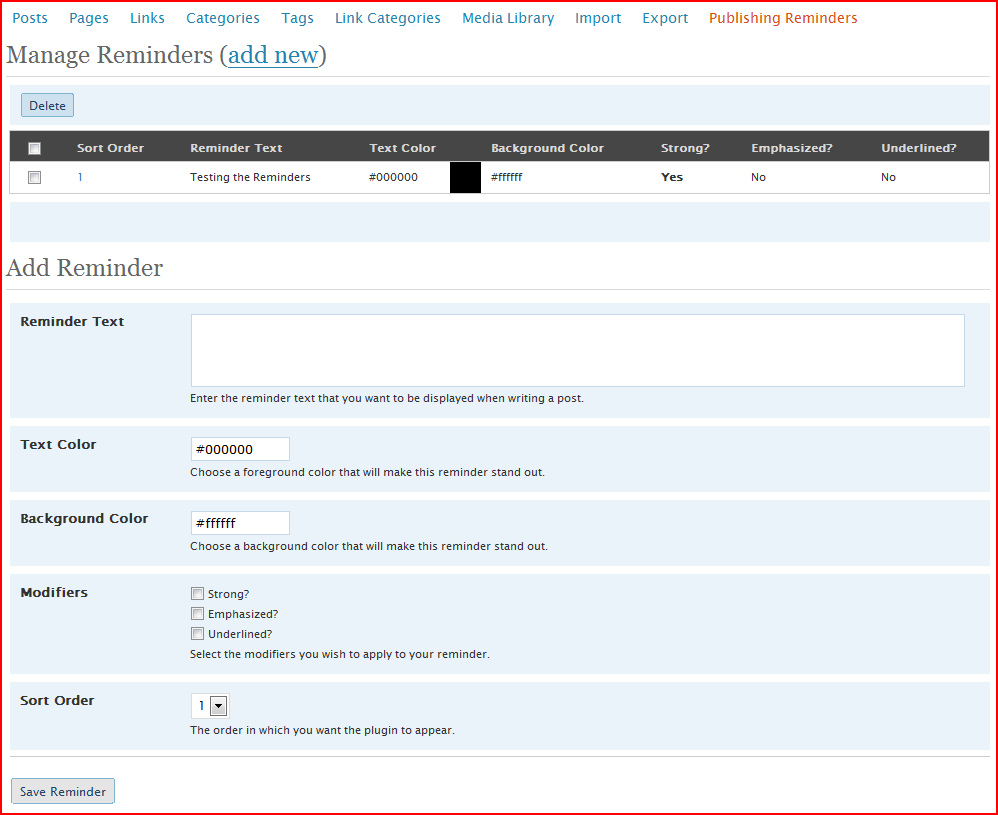 Posts Pages Links Categories Tags Link Categories Media Library Import Export Publishing Reminders
Manage Reminders (add new)
Delete
Sort Order Reminder Text Text Color Background Color Strong? Emphasized? Underlined?
1 Testing the Reminders #000000 #ffffff Yes No No
Add Reminder
Reminder Text
Enter the reminder text that you want to be displayed when writing a post.
Text Color #000000
Choose a foreground color that will make this reminder stand out.
Background Color #ffffff
Choose a background color that will make this reminder stand out.
Modifiers Strong?
Emphasized?
Underlined?
Select the modifiers you wish to apply to your reminder.
Sort Order 1
The order in which you want the plugin to appear.
Save Reminder